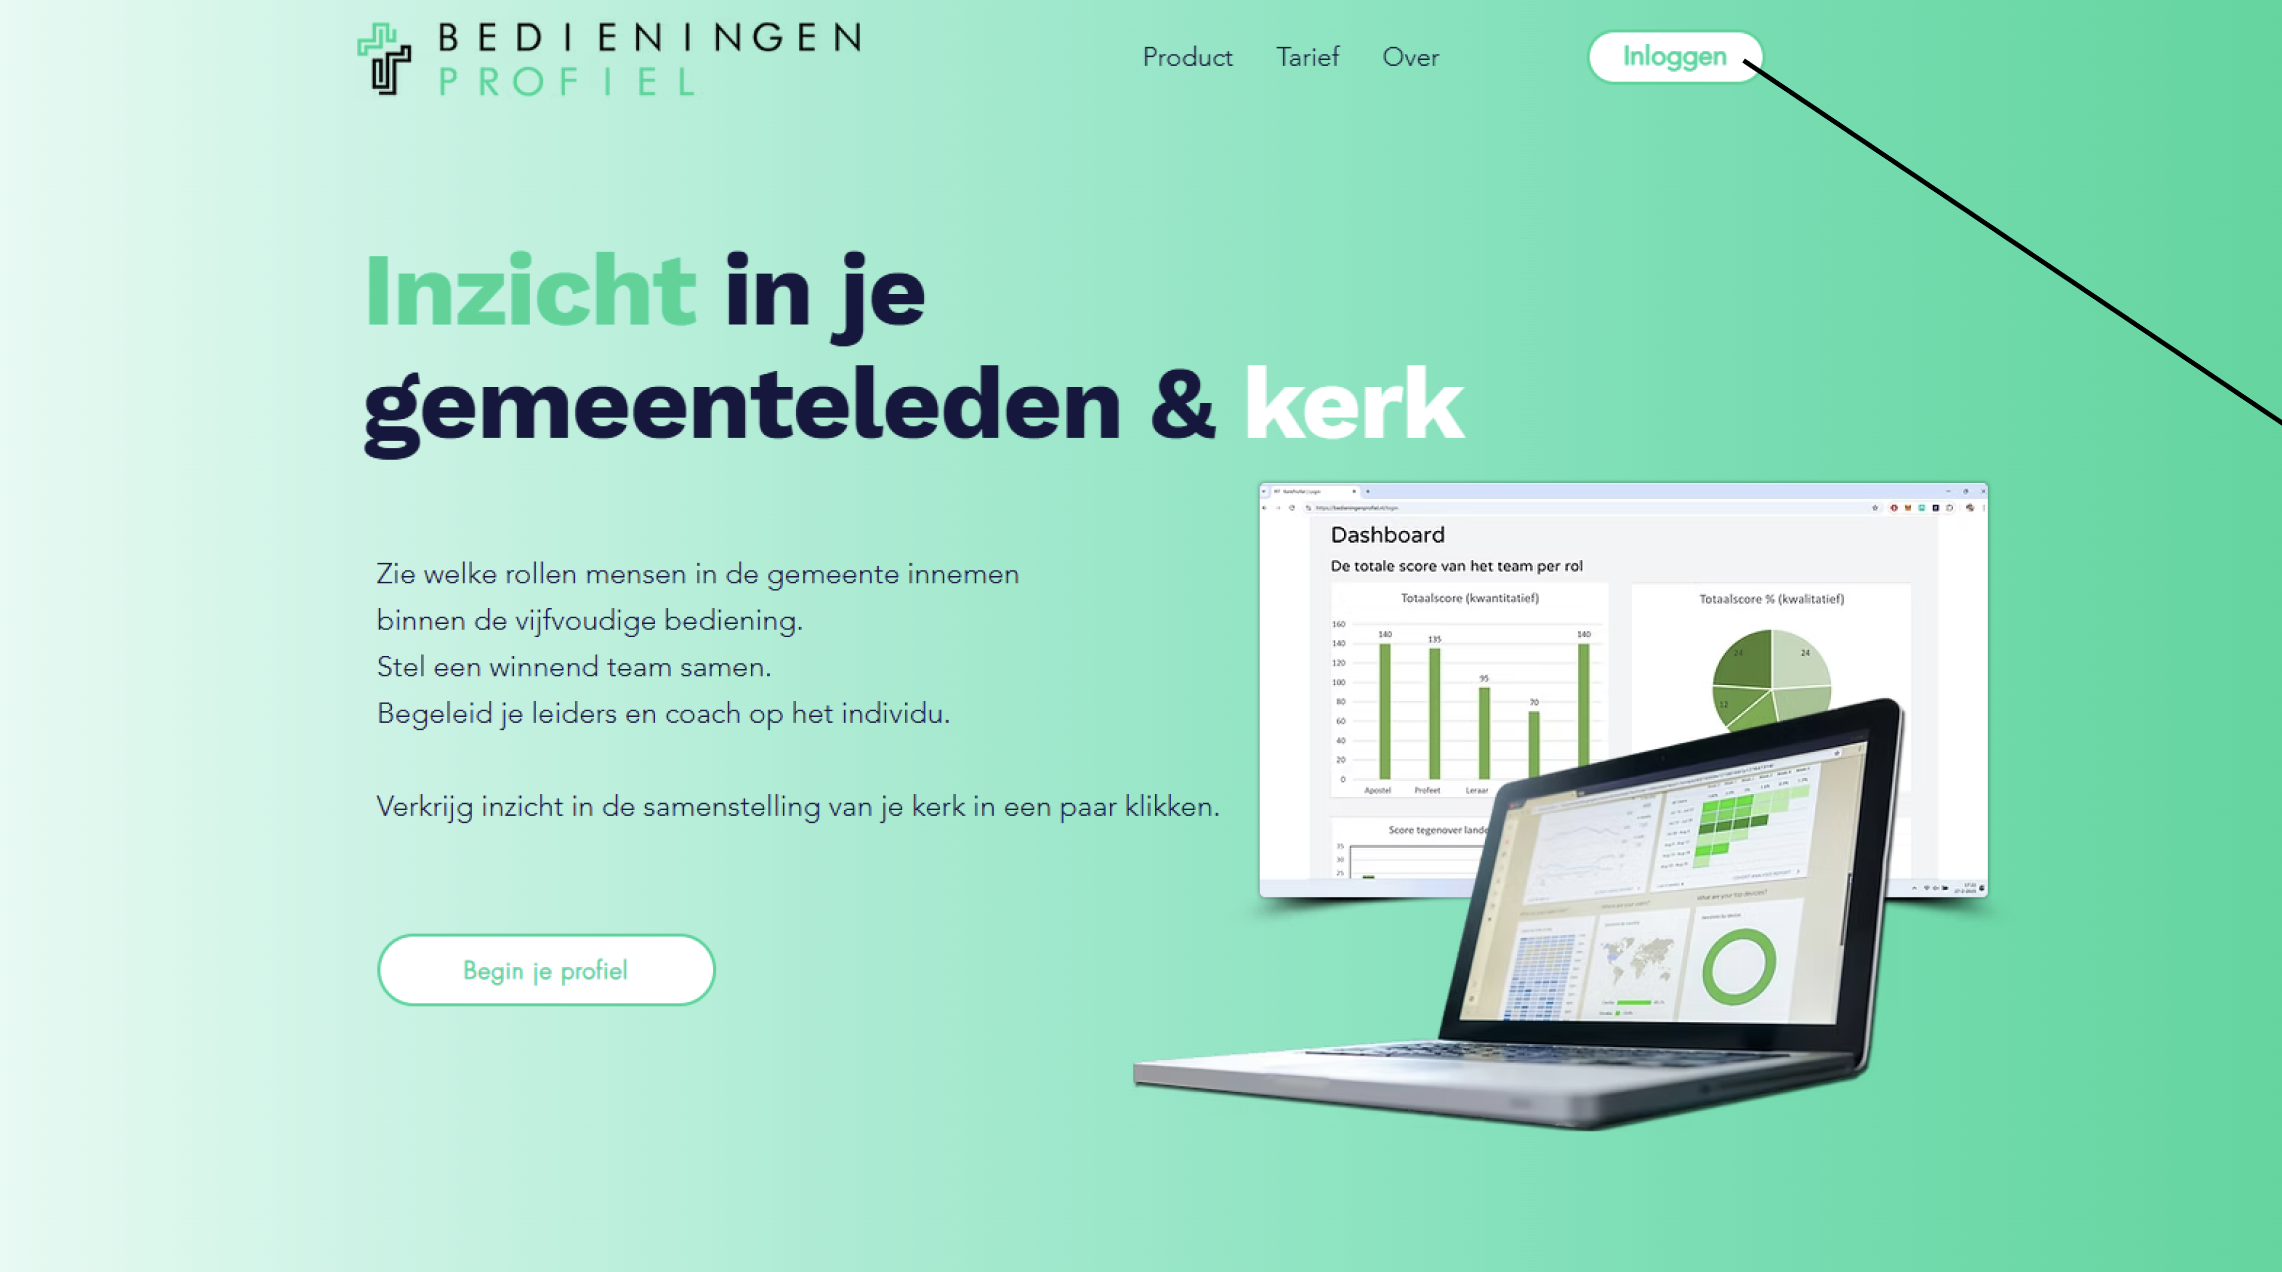 BEDIENINGEN
PROFIEL
Product Tarief Over
Inloggen
Inzicht in je
gemeenteleden & kerk
Zie welke rollen mensen in de gemeente innemen
binnen de vijfvoudige bediening.
Stel een winnend team samen.
Begeleid je leiders en coach op het individu.
Verkrijg inzicht in de samenstelling van je kerk in een paar klikken.
Begin je profiel
Dashboard
De totale score van het team per rol
Totaalscore (kwantitatief)
160
140
120
100
80
60
40
20
0
140
135
95
70
140
Apostel Profeet Leraar
Totaalscore % (kwalitatief)
24
24
12
Score tegenover lande
35
30
25